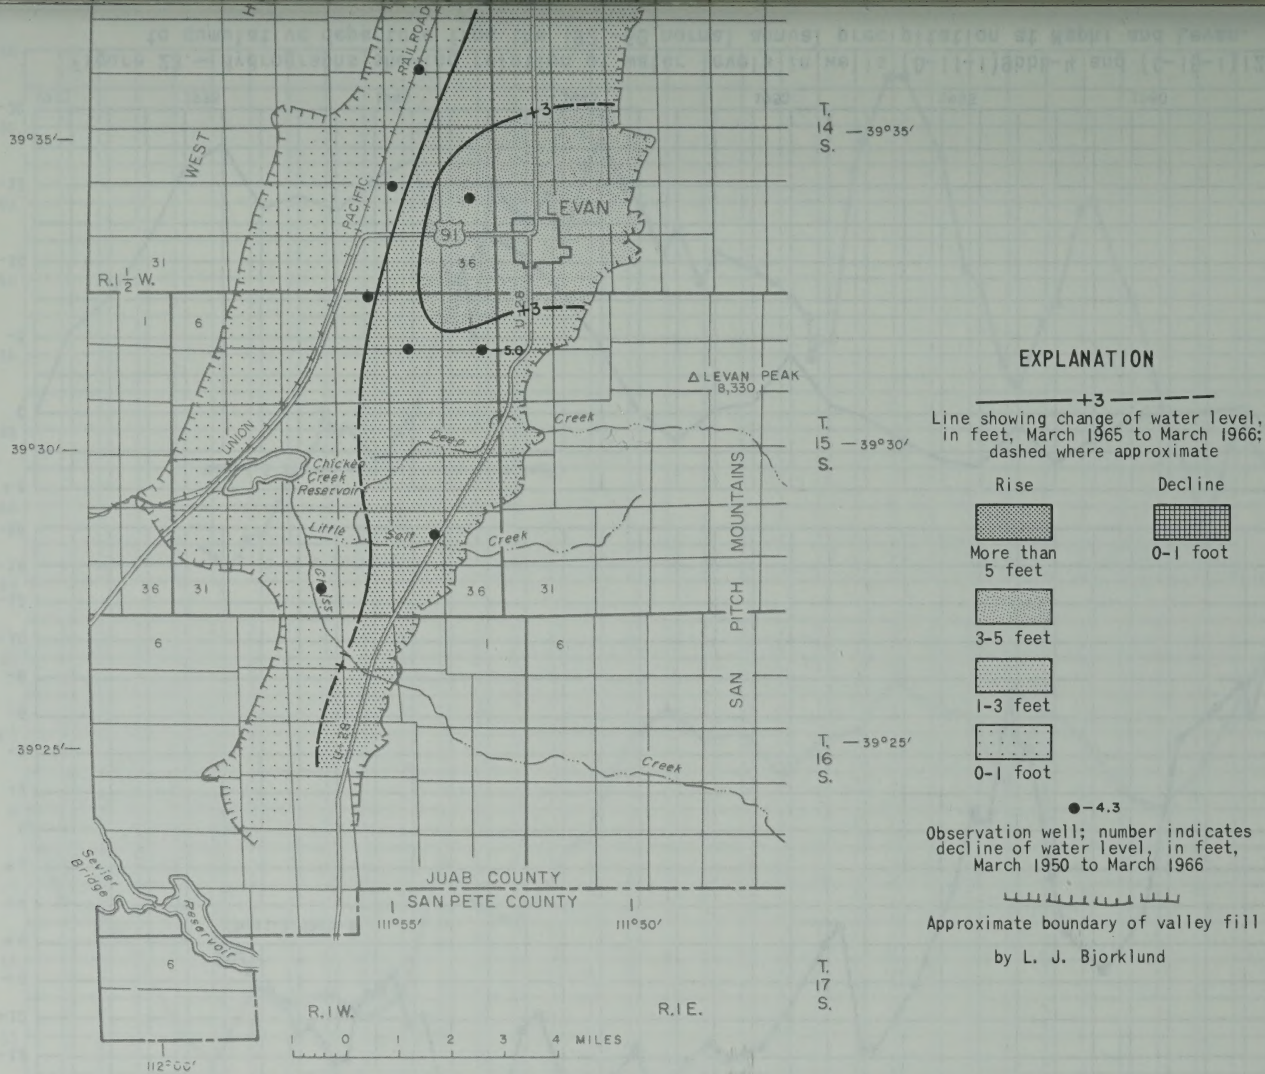 RAILROAD
+3
T.
14
S.
39°35'
39°35'
WEST
PACIFIC
LEVAN
91
36
31
R.1½ W.
U-28
+3
1
6
1
5.0
LEVAN PEAK
8,330
UNION
Creek
Deep
39°30'
T.
15
S.
39°30'
Chicken
Creek
Reservoir
Little
Salt
Creek
SAN PITCH MOUNTAINS
36
31
36
31
6
1
6
+
39°25'
U-28
T.
16
S.
39°25'
Creek
Sevier
Bridge
Reservoir
JUAB COUNTY
SAN PETE COUNTY
111°55'
111°50'
6
T.
17
S.
R.1W.
R.1E.
1 0 1 2 3 4 MILES
112°00'
EXPLANATION
+3
Line showing change of water level,
in feet, March 1965 to March 1966;
dashed where approximate
Rise
Decline
More than
5 feet
0-1 foot
3-5 feet
1-3 feet
0-1 foot
-4.3
Observation well; number indicates
decline of water level, in feet,
March 1950 to March 1966
Approximate boundary of valley fill
by L. J. Bjorklund